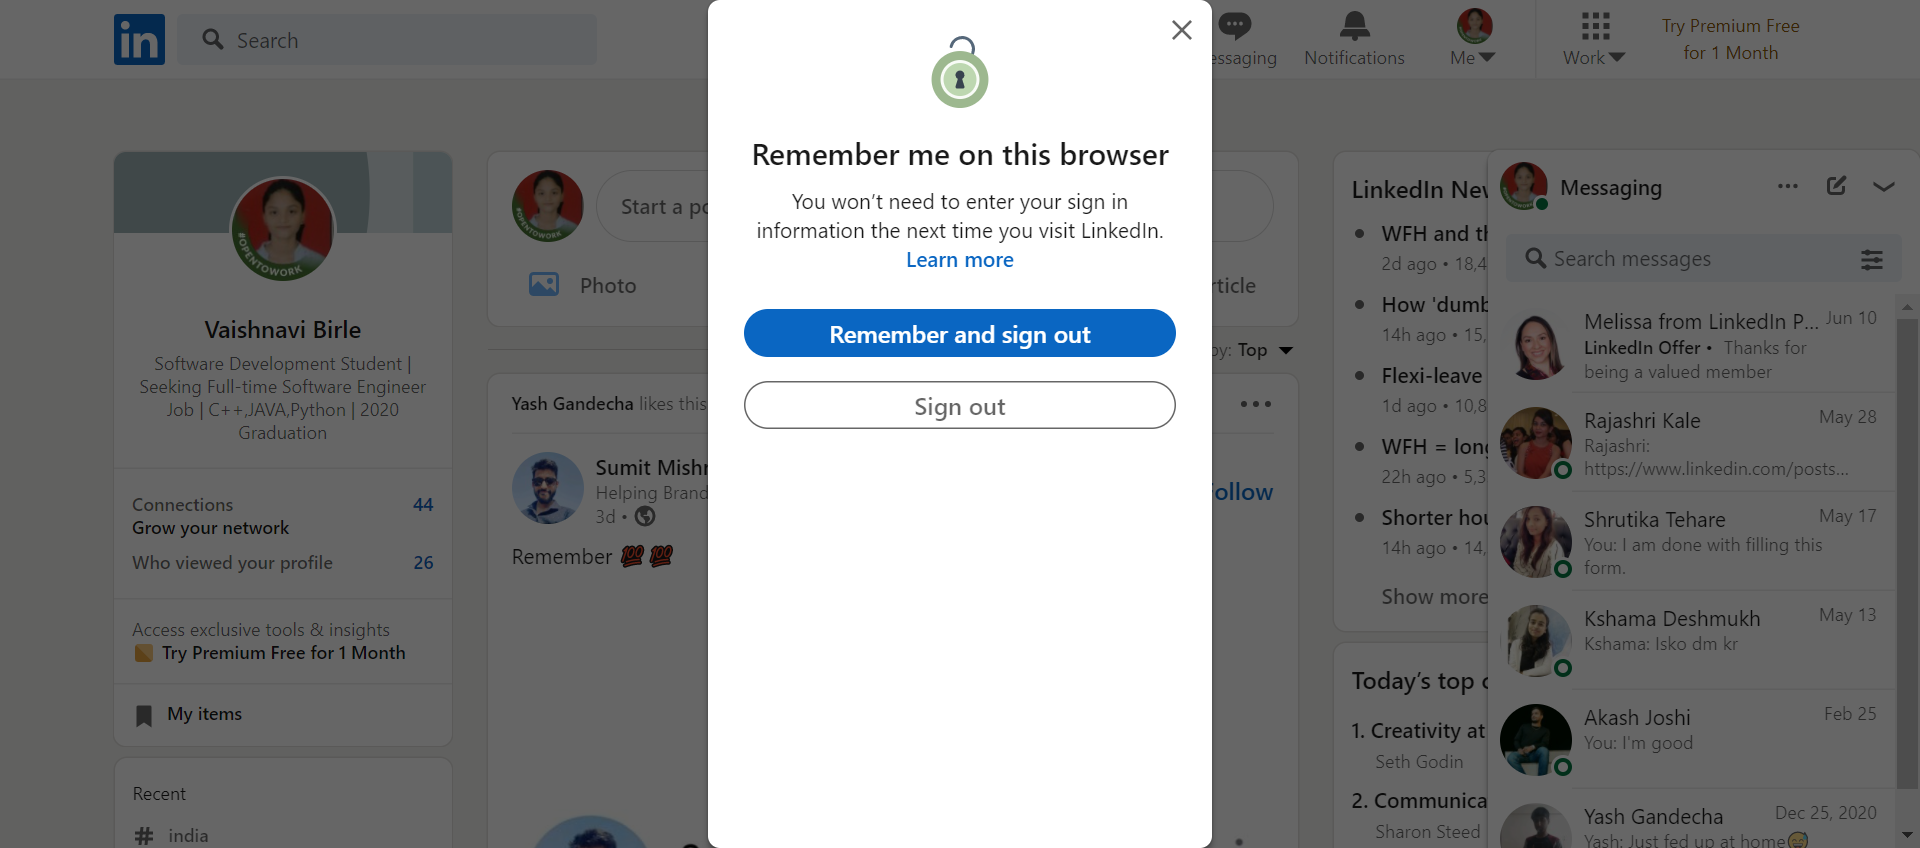 in
Search
Messaging
Notifications
Me
Work
Try Premium Free
for 1 Month
#OPENTOWORK
Vaishnavi Birle
Software Development Student |
Seeking Full-time Software Engineer
Job | C++,JAVA,Python | 2020
Graduation
Connections 44
Grow your network
Who viewed your profile 26
Access exclusive tools & insights
Try Premium Free for 1 Month
My items
Recent
# india
#OPENTOWORK
Start a po
Photo
rticle
by: Top
Yash Gandecha likes this
Sumit Mishr
Helping Brand
3d •
Follow
Remember 💯 💯
Remember me on this browser
You won’t need to enter your sign in
information the next time you visit LinkedIn.
Learn more
Remember and sign out
Sign out
LinkedIn New
WFH and th
2d ago • 18,4
How 'dumb
14h ago • 15,
Flexi-leave
1d ago • 10,8
WFH = long
22h ago • 5,3
Shorter hou
14h ago • 14,
Show more
Today’s top c
1. Creativity at
Seth Godin
2. Communica
Sharon Steed
Messaging
Search messages
Melissa from LinkedIn P... Jun 10
LinkedIn Offer • Thanks for
being a valued member
Rajashri Kale May 28
Rajashri:
https://www.linkedin.com/posts...
Shrutika Tehare May 17
You: I am done with filling this
form.
Kshama Deshmukh May 13
Kshama: Isko dm kr
Akash Joshi Feb 25
You: I'm good
Yash Gandecha Dec 25, 2020
Yash: Just fed up at home😅